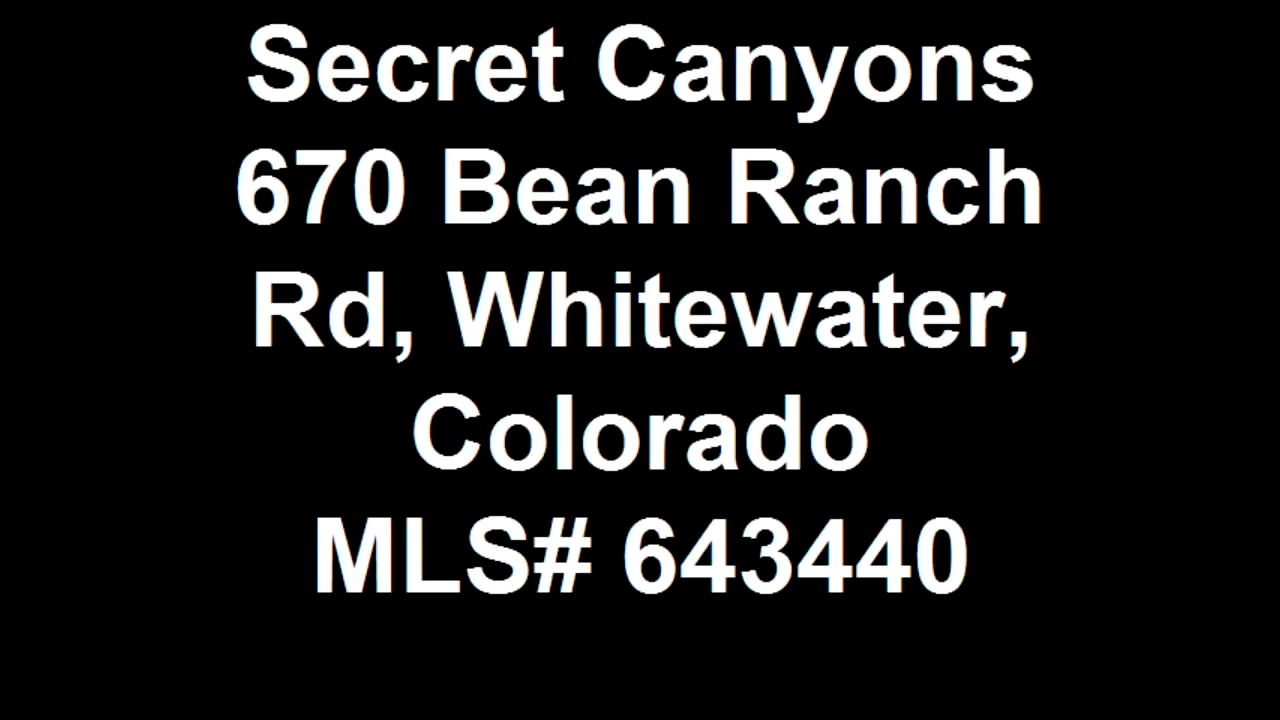 Secret Canyons
670 Bean Ranch
Rd, Whitewater,
Colorado
MLS# 643440